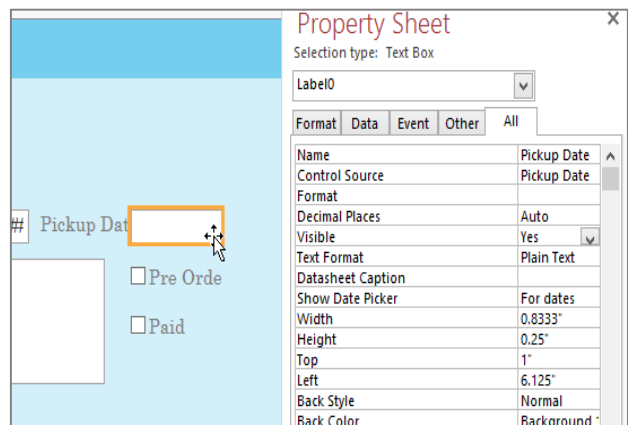 Property Sheet
Selection type: Text Box
Label0
Format Data Event Other All
Name Pickup Date
Control Source Pickup Date
Format
Decimal Places Auto
Visible Yes
Text Format Plain Text
Datasheet Caption
Show Date Picker For dates
Width 0.8333"
Height 0.25"
Top 1"
Left 6.125"
Back Style Normal
Back Color Background
# Pickup Dat
Pre Orde
Paid